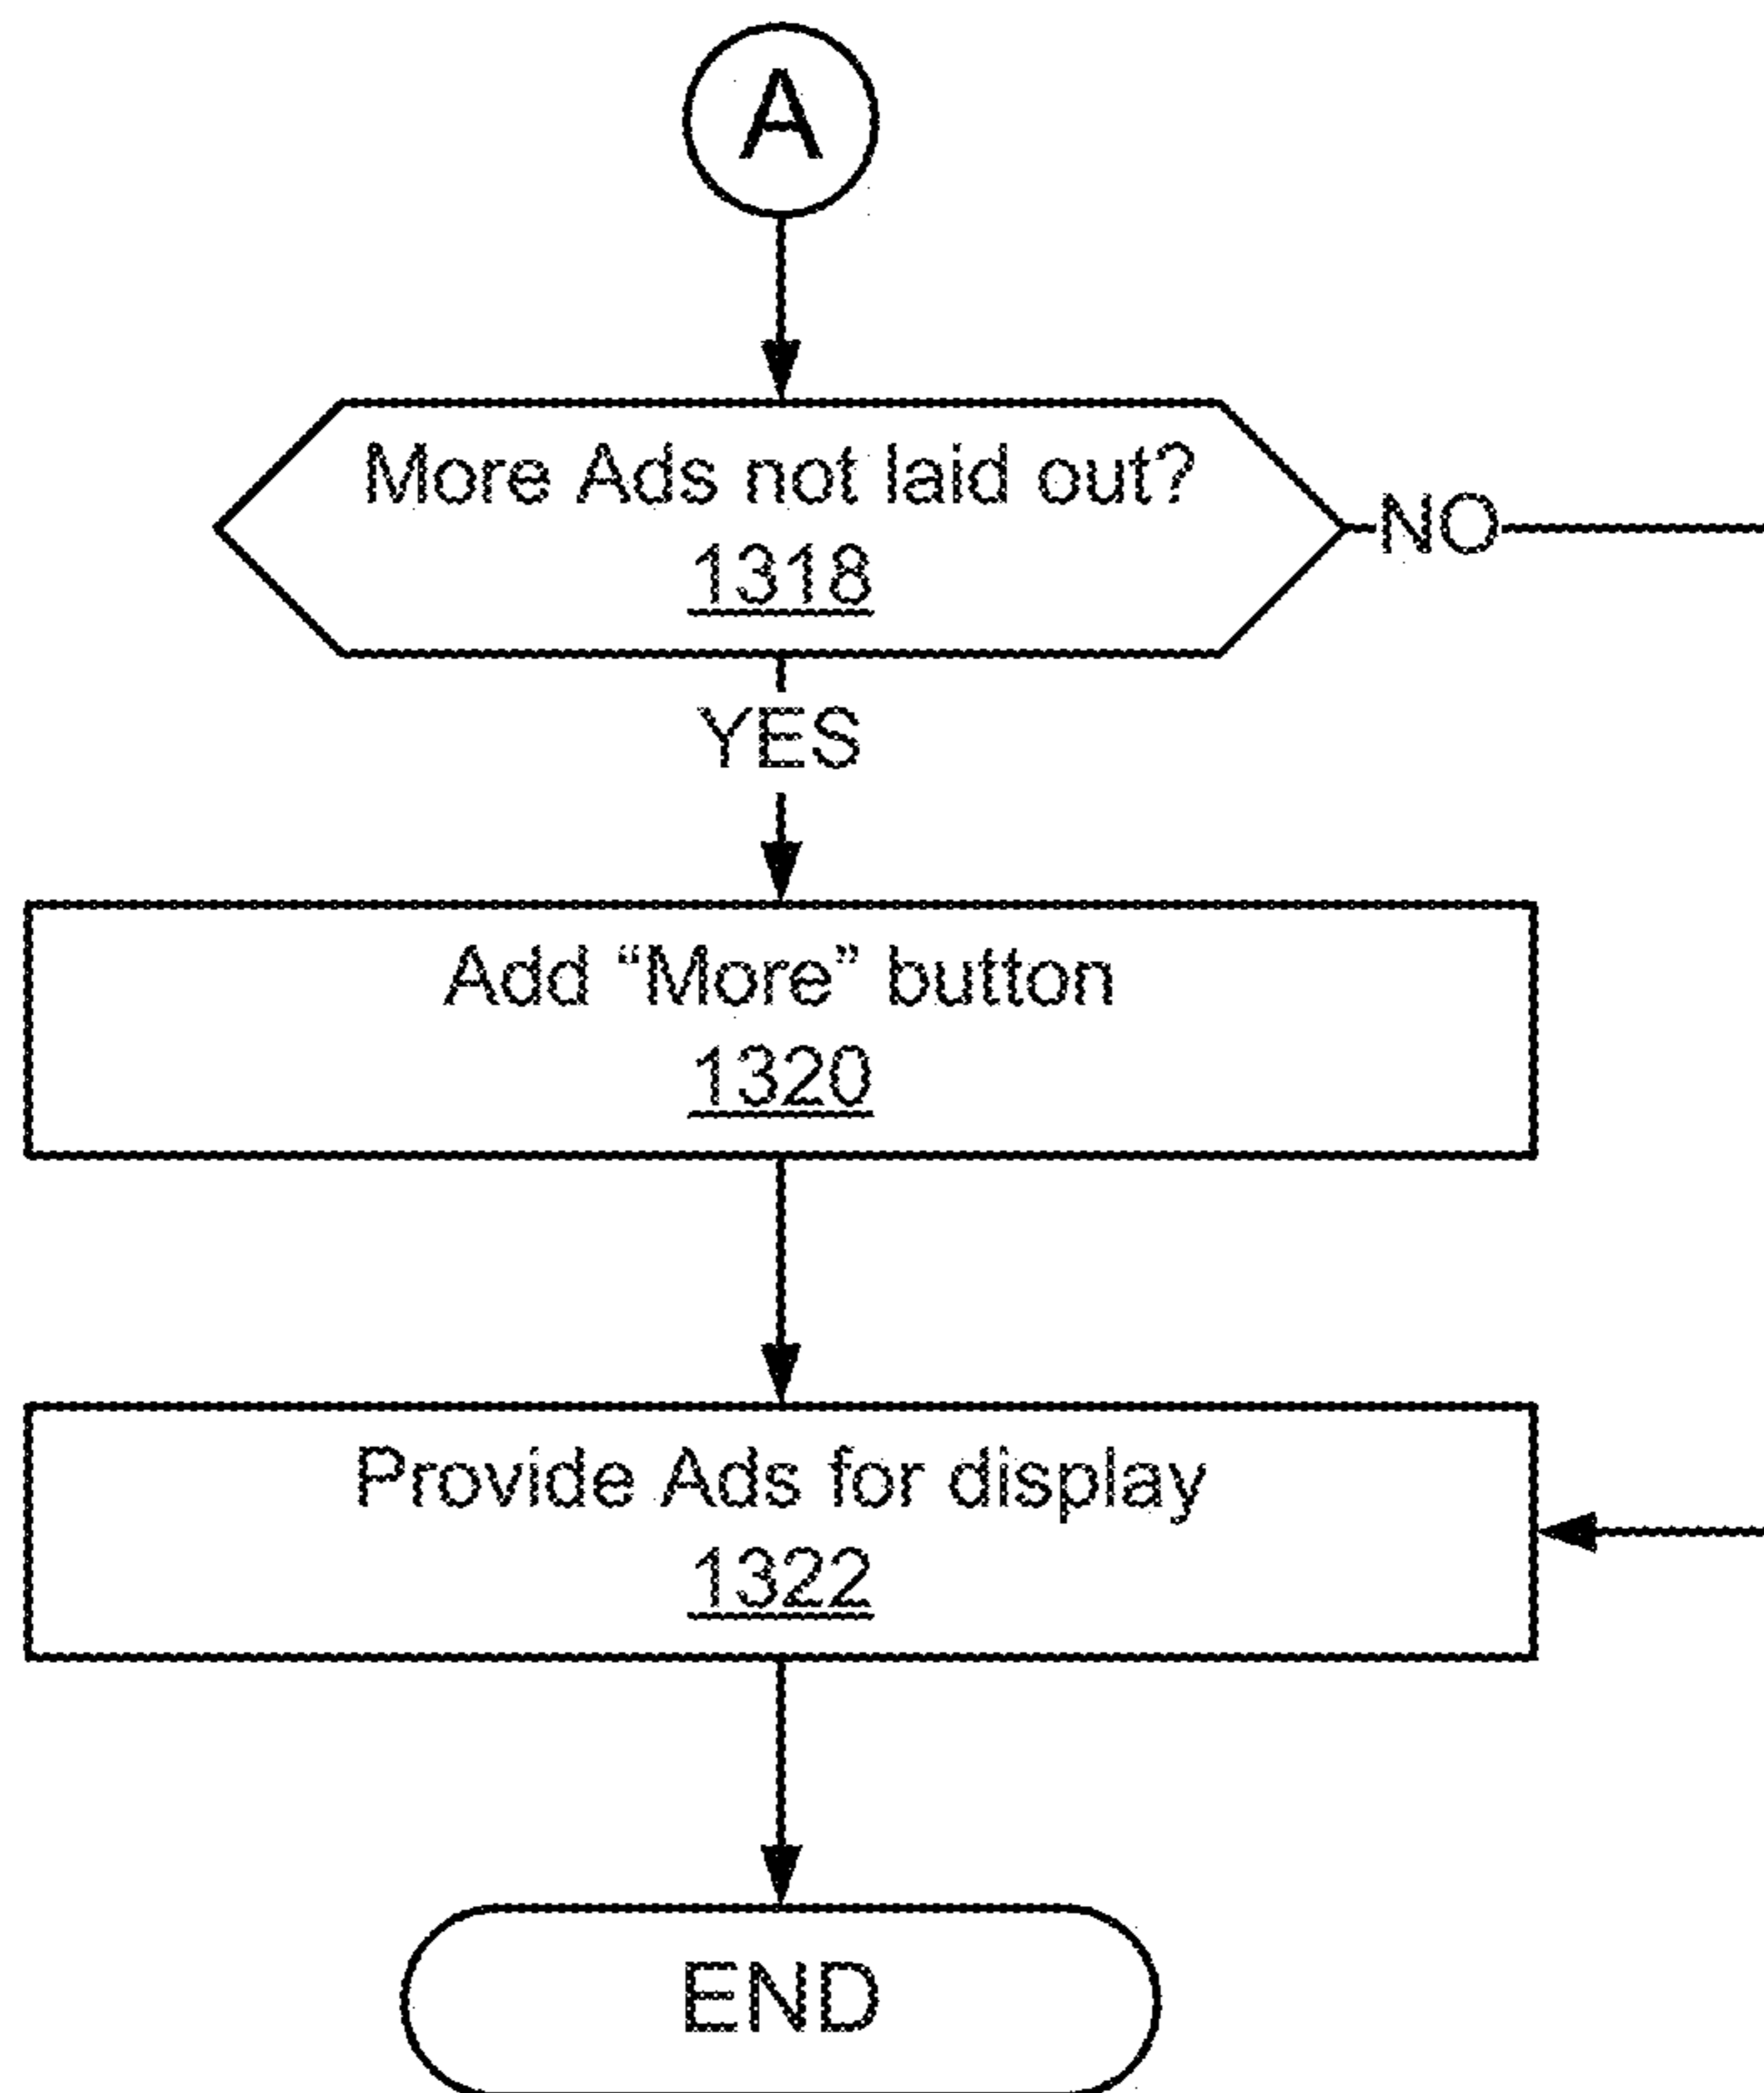 A
More Ads not laid out?
1318
NO
YES
Add “More” button
1320
Provide Ads for display
1322
END